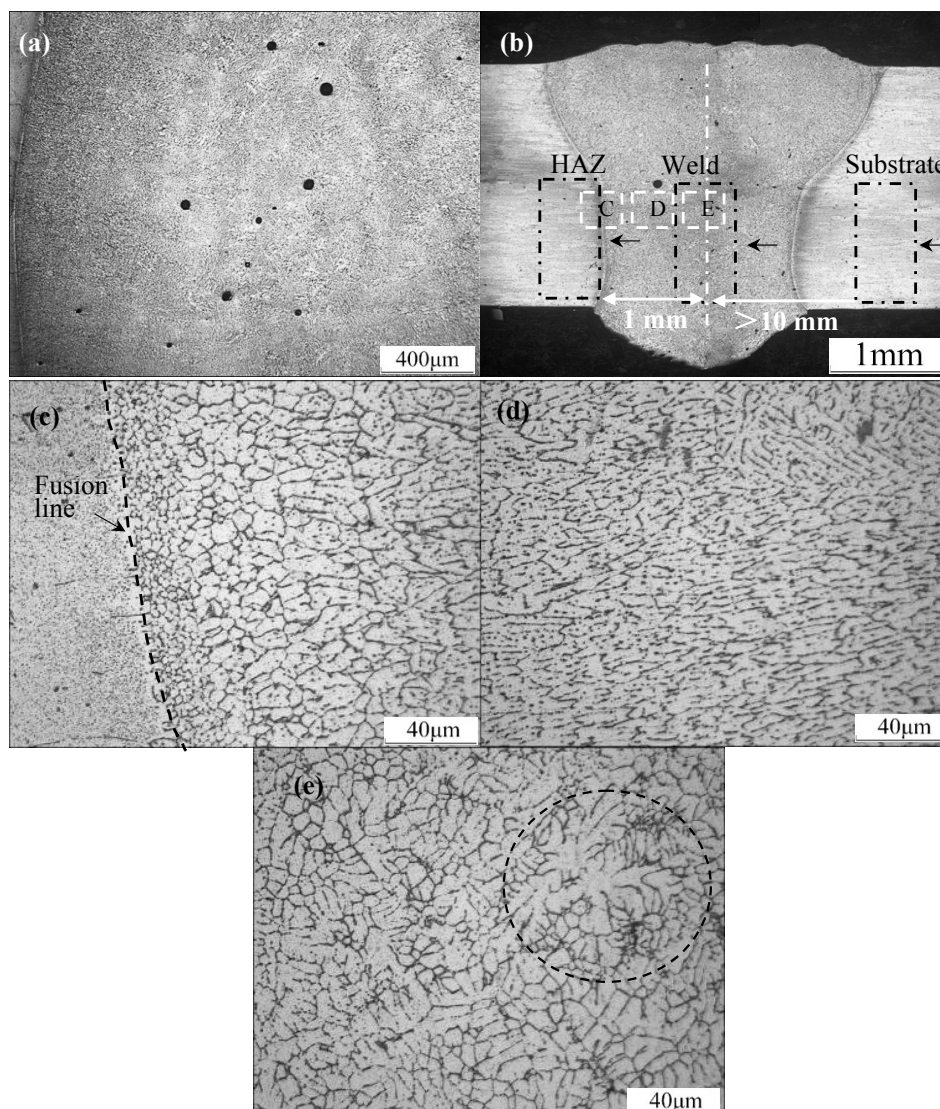 (a)
400μm
(b)
HAZ
Weld
Substrate
C
D
E
1 mm
>10 mm
1mm
(c)
Fusion
line
40μm
(d)
40μm
(e)
40μm